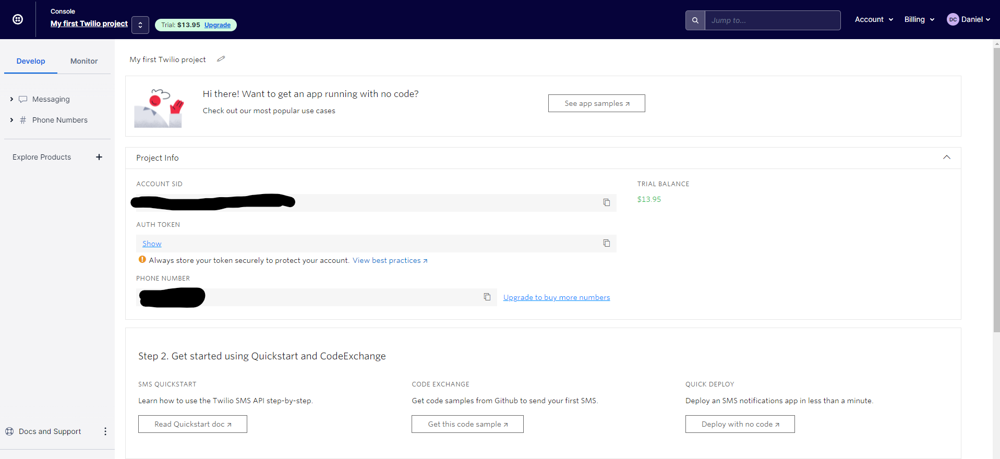 Console
My first Twilio project
Trial: $13.95 Upgrade
Jump to...
Account
Billing
DC Daniel
Develop
Monitor
Messaging
# Phone Numbers
Explore Products +
Docs and Support
My first Twilio project
Hi there! Want to get an app running with no code?
Check out our most popular use cases
See app samples
Project Info
ACCOUNT SID
TRIAL BALANCE
$13.95
AUTH TOKEN
Show
Always store your token securely to protect your account. View best practices
PHONE NUMBER
Upgrade to buy more numbers
Step 2. Get started using Quickstart and CodeExchange
SMS QUICKSTART
Learn how to use the Twilio SMS API step-by-step.
Read Quickstart doc
CODE EXCHANGE
Get code samples from Github to send your first SMS.
Get this code sample
QUICK DEPLOY
Deploy an SMS notifications app in less than a minute.
Deploy with no code